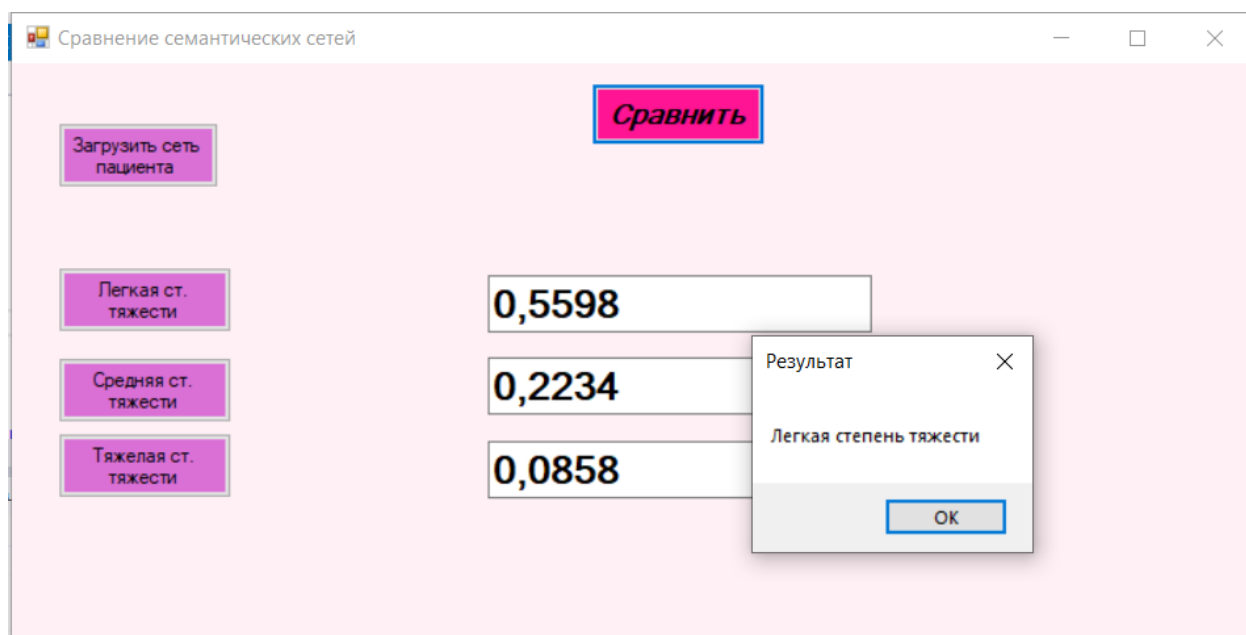 Сравнение семантических сетей
Сравнить
Загрузить сеть
пациента
Легкая ст.
тяжести
0,5598
Средняя ст.
тяжести
0,2234
Тяжелая ст.
тяжести
0,0858
Результат
Легкая степень тяжести
ОК